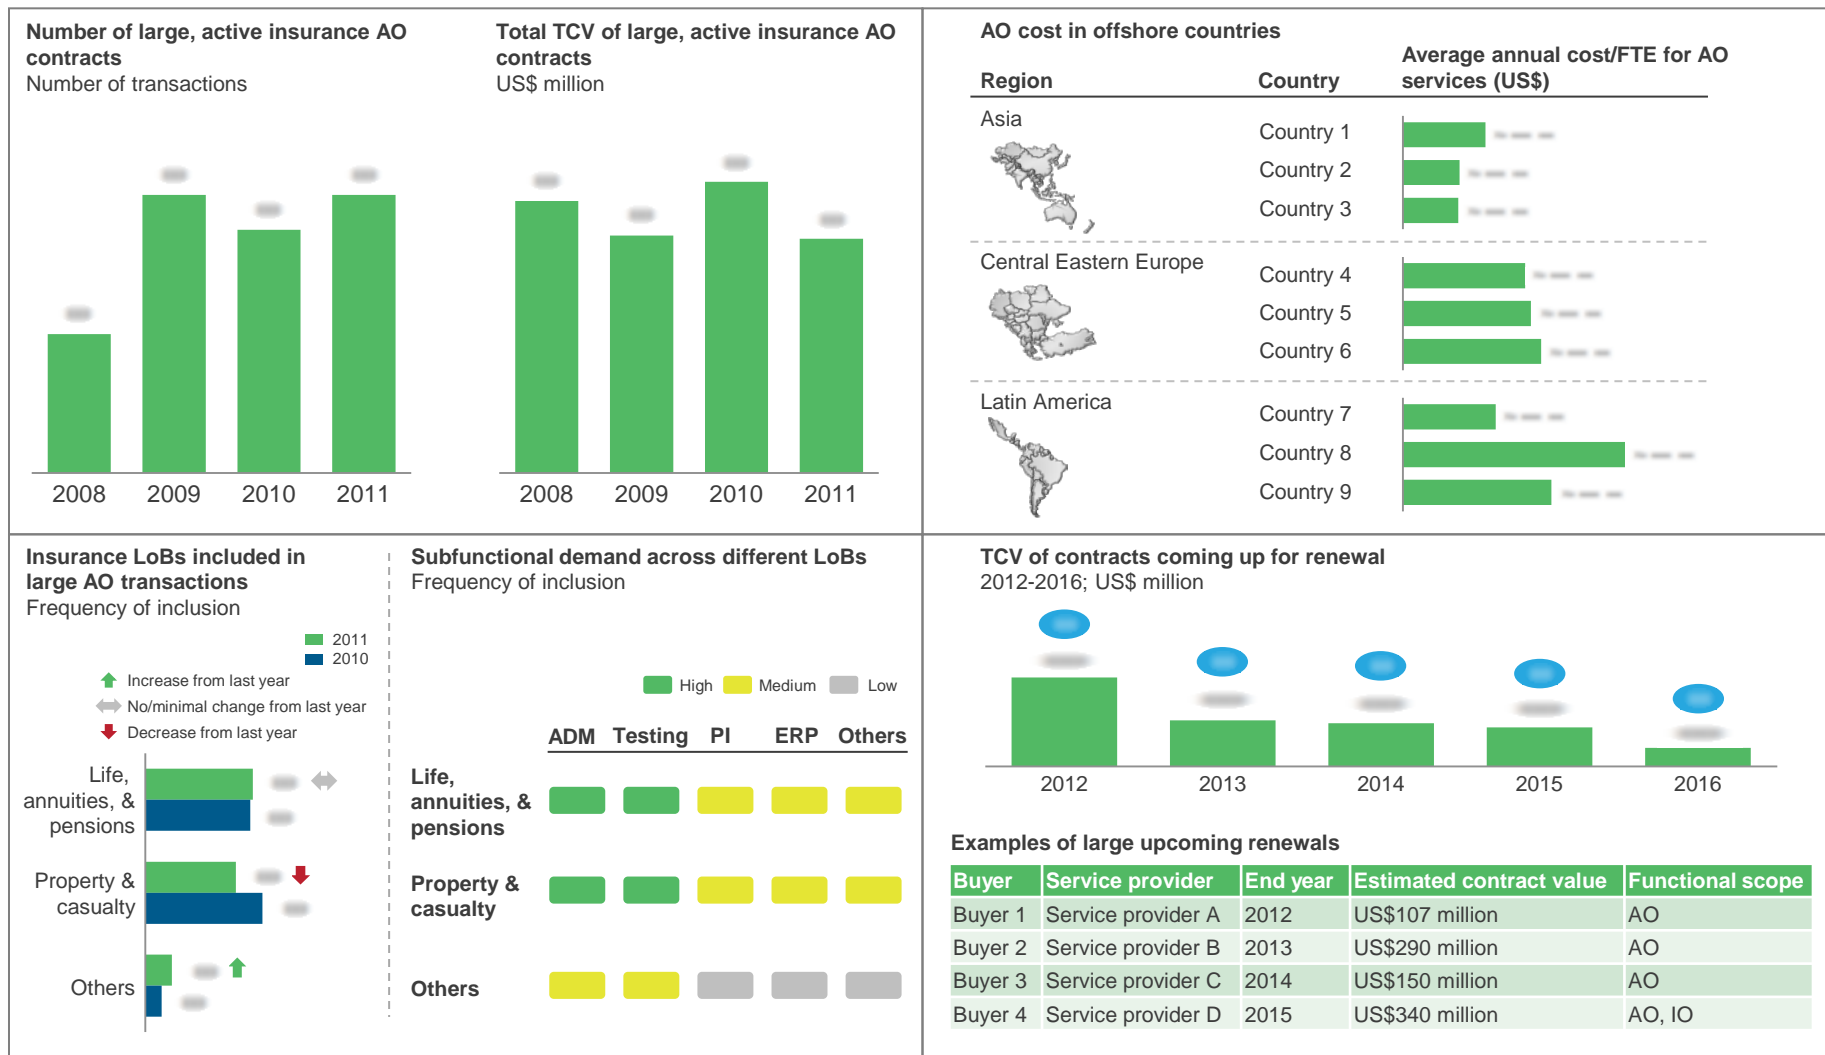 Number of large, active insurance AO
contracts
Number of transactions
2008 2009 2010 2011
Total TCV of large, active insurance AO
contracts
US$ million
2008 2009 2010 2011
AO cost in offshore countries
Region Country Average annual cost/FTE for AO
services (US$)
Asia
Country 1
Country 2
Country 3
Central Eastern Europe
Country 4
Country 5
Country 6
Latin America
Country 7
Country 8
Country 9
Insurance LoBs included in
large AO transactions
Frequency of inclusion
2011
2010
Increase from last year
No/minimal change from last year
Decrease from last year
Life,
annuities, &
pensions
Property &
casualty
Others
Subfunctional demand across different LoBs
Frequency of inclusion
High Medium Low
ADM Testing PI ERP Others
Life,
annuities, &
pensions
Property &
casualty
Others
TCV of contracts coming up for renewal
2012-2016; US$ million
2012 2013 2014 2015 2016
Examples of large upcoming renewals
Buyer Service provider End year Estimated contract value Functional scope
Buyer 1 Service provider A 2012 US$107 million AO
Buyer 2 Service provider B 2013 US$290 million AO
Buyer 3 Service provider C 2014 US$150 million AO
Buyer 4 Service provider D 2015 US$340 million AO, IO